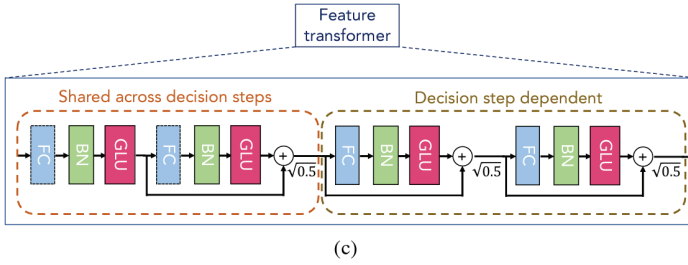 Feature
transformer
Shared across decision steps
Decision step dependent
FC
BN
GLU
FC
BN
GLU
+
√0.5
FC
BN
GLU
+
√0.5
FC
BN
GLU
+
√0.5
(c)